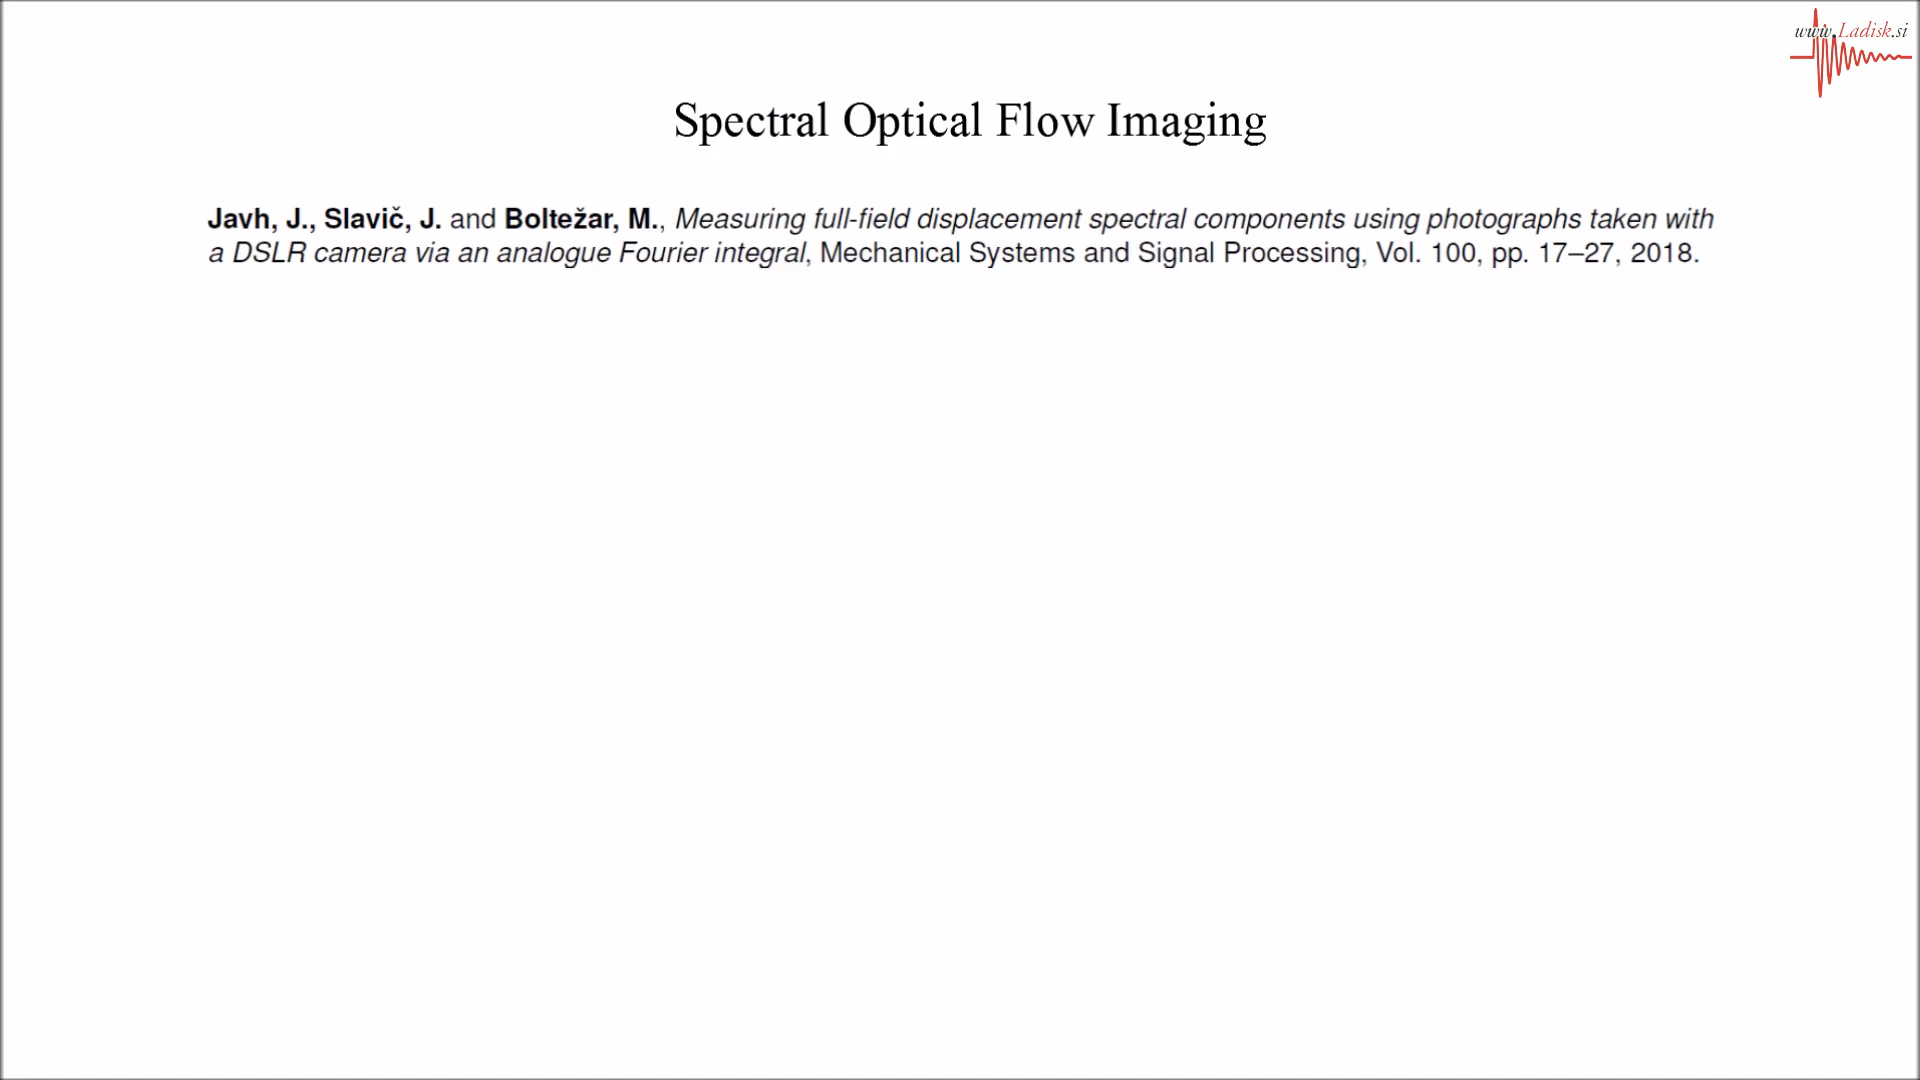 www.Ladisk.si
Spectral Optical Flow Imaging
Javh, J., Slavič, J. and Boltežar, M., Measuring full-field displacement spectral components using photographs taken with
a DSLR camera via an analogue Fourier integral, Mechanical Systems and Signal Processing, Vol. 100, pp. 17–27, 2018.